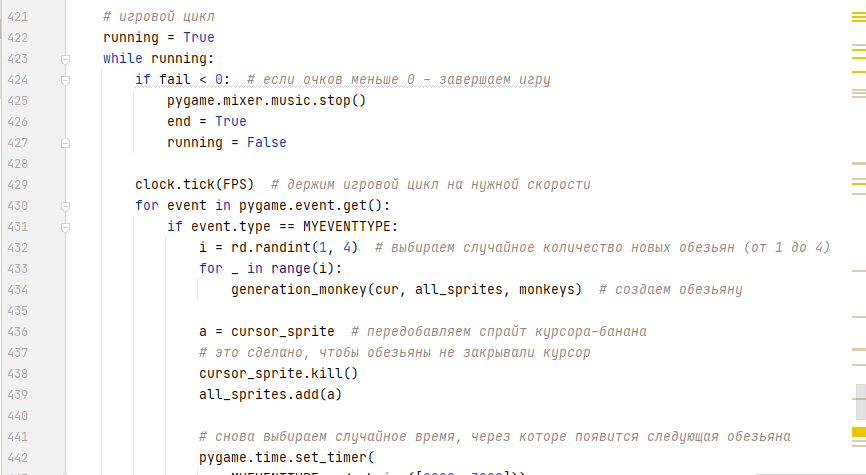 421 # игровой цикл
422 running = True
423 while running:
424 if fail < 0: # если очков меньше 0 – завершаем игру
425 pygame.mixer.music.stop()
426 end = True
427 running = False
428
429 clock.tick(FPS) # держим игровой цикл на нужной скорости
430 for event in pygame.event.get():
431 if event.type == MYEVENTTYPE:
432 i = rd.randint(1, 4) # выбираем случайное количество новых обезьян (от 1 до 4)
433 for _ in range(i):
434 generation_monkey(cur, all_sprites, monkeys) # создаем обезьяну
435
436 a = cursor_sprite # передобавляем спрайт курсора-банана
437 # это сделано, чтобы обезьяны не закрывали курсор
438 cursor_sprite.kill()
439 all_sprites.add(a)
440
441 # снова выбираем случайное время, через которе появится следующая обезьяна
442 pygame.time.set_timer(